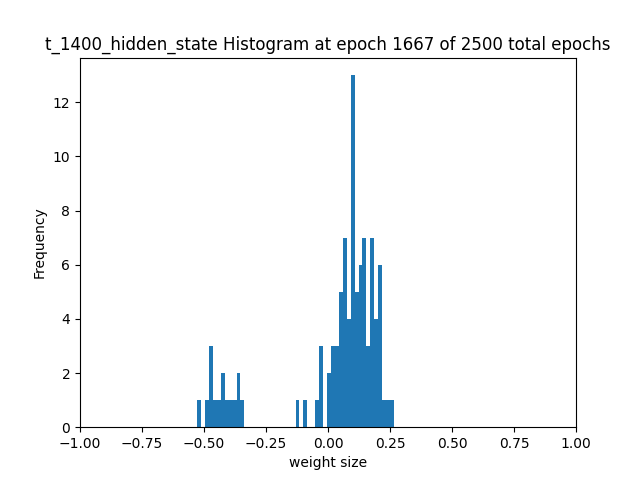 t_1400_hidden_state Histogram at epoch 1667 of 2500 total epochs
12
10
8
6
4
2
0
Frequency
−1.00 −0.75 −0.50 −0.25 0.00 0.25 0.50 0.75 1.00
weight size